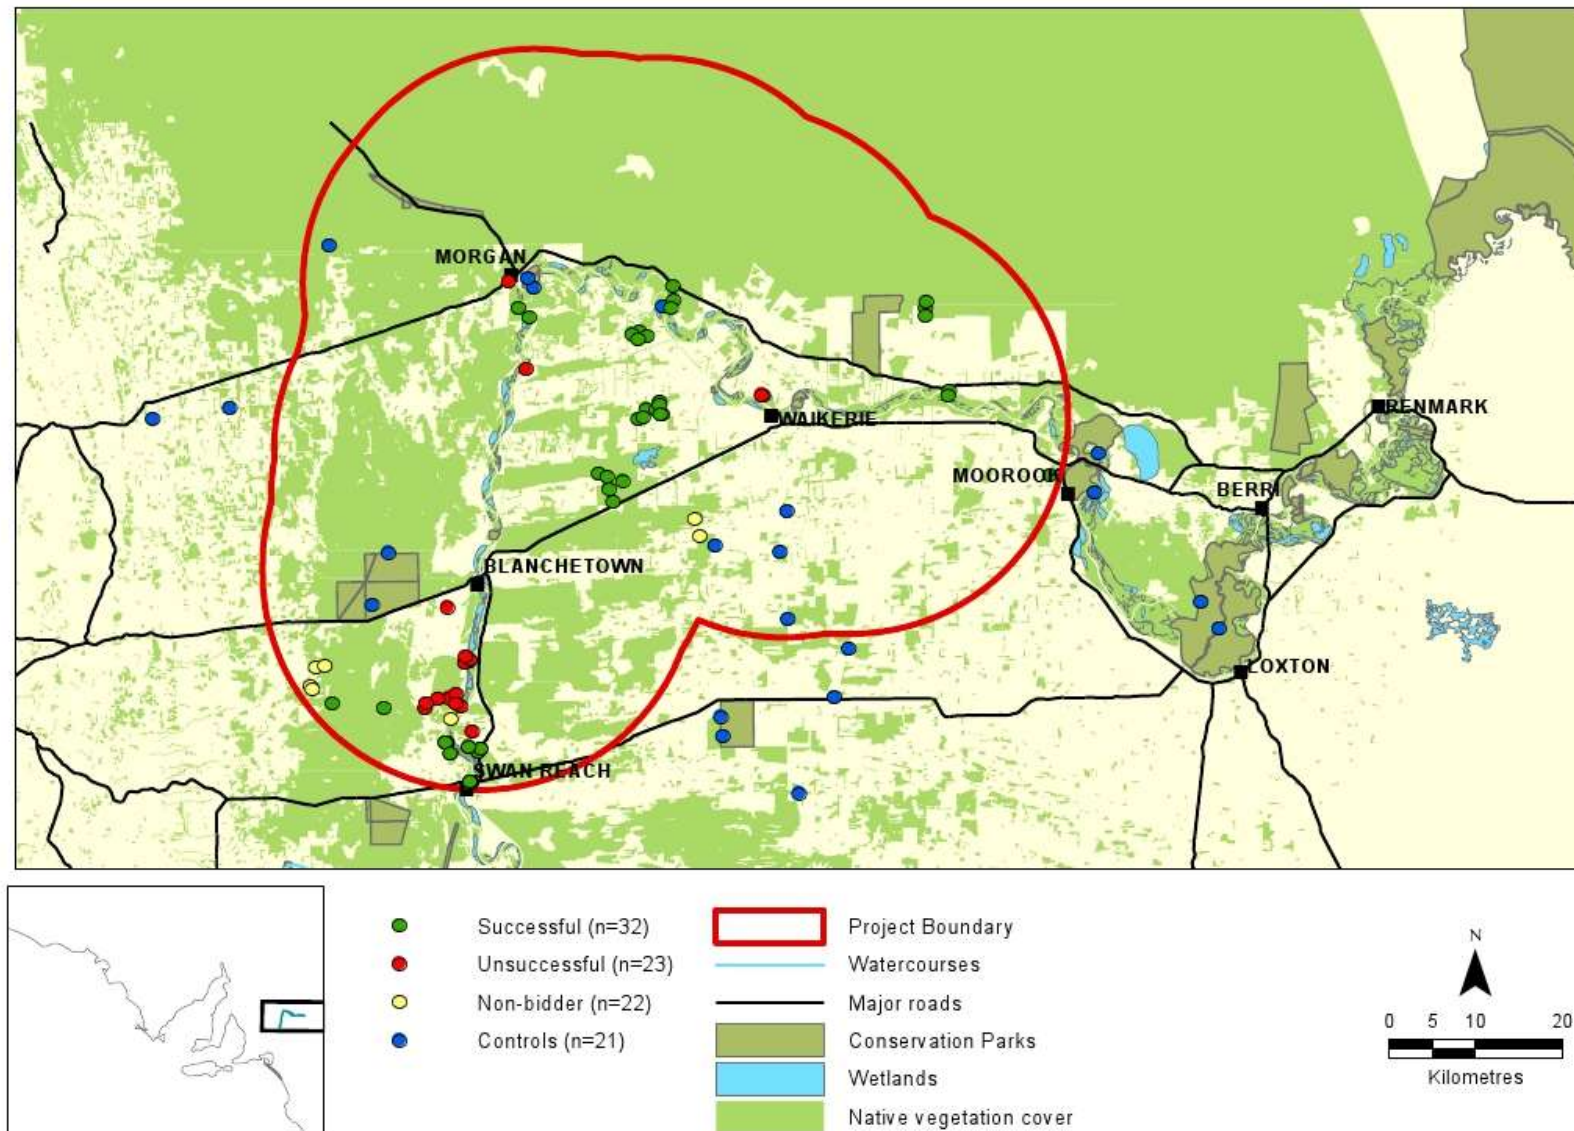 MORGAN
WAIKERIE
RENMARK
MOOROOK
BERRI
BLANCHETOWN
LOXTON
SWAN REACH
Successful (n=32)
Unsuccessful (n=23)
Non-bidder (n=22)
Controls (n=21)
Project Boundary
Watercourses
Major roads
Conservation Parks
Wetlands
Native vegetation cover
N
0 5 10 20
Kilometres